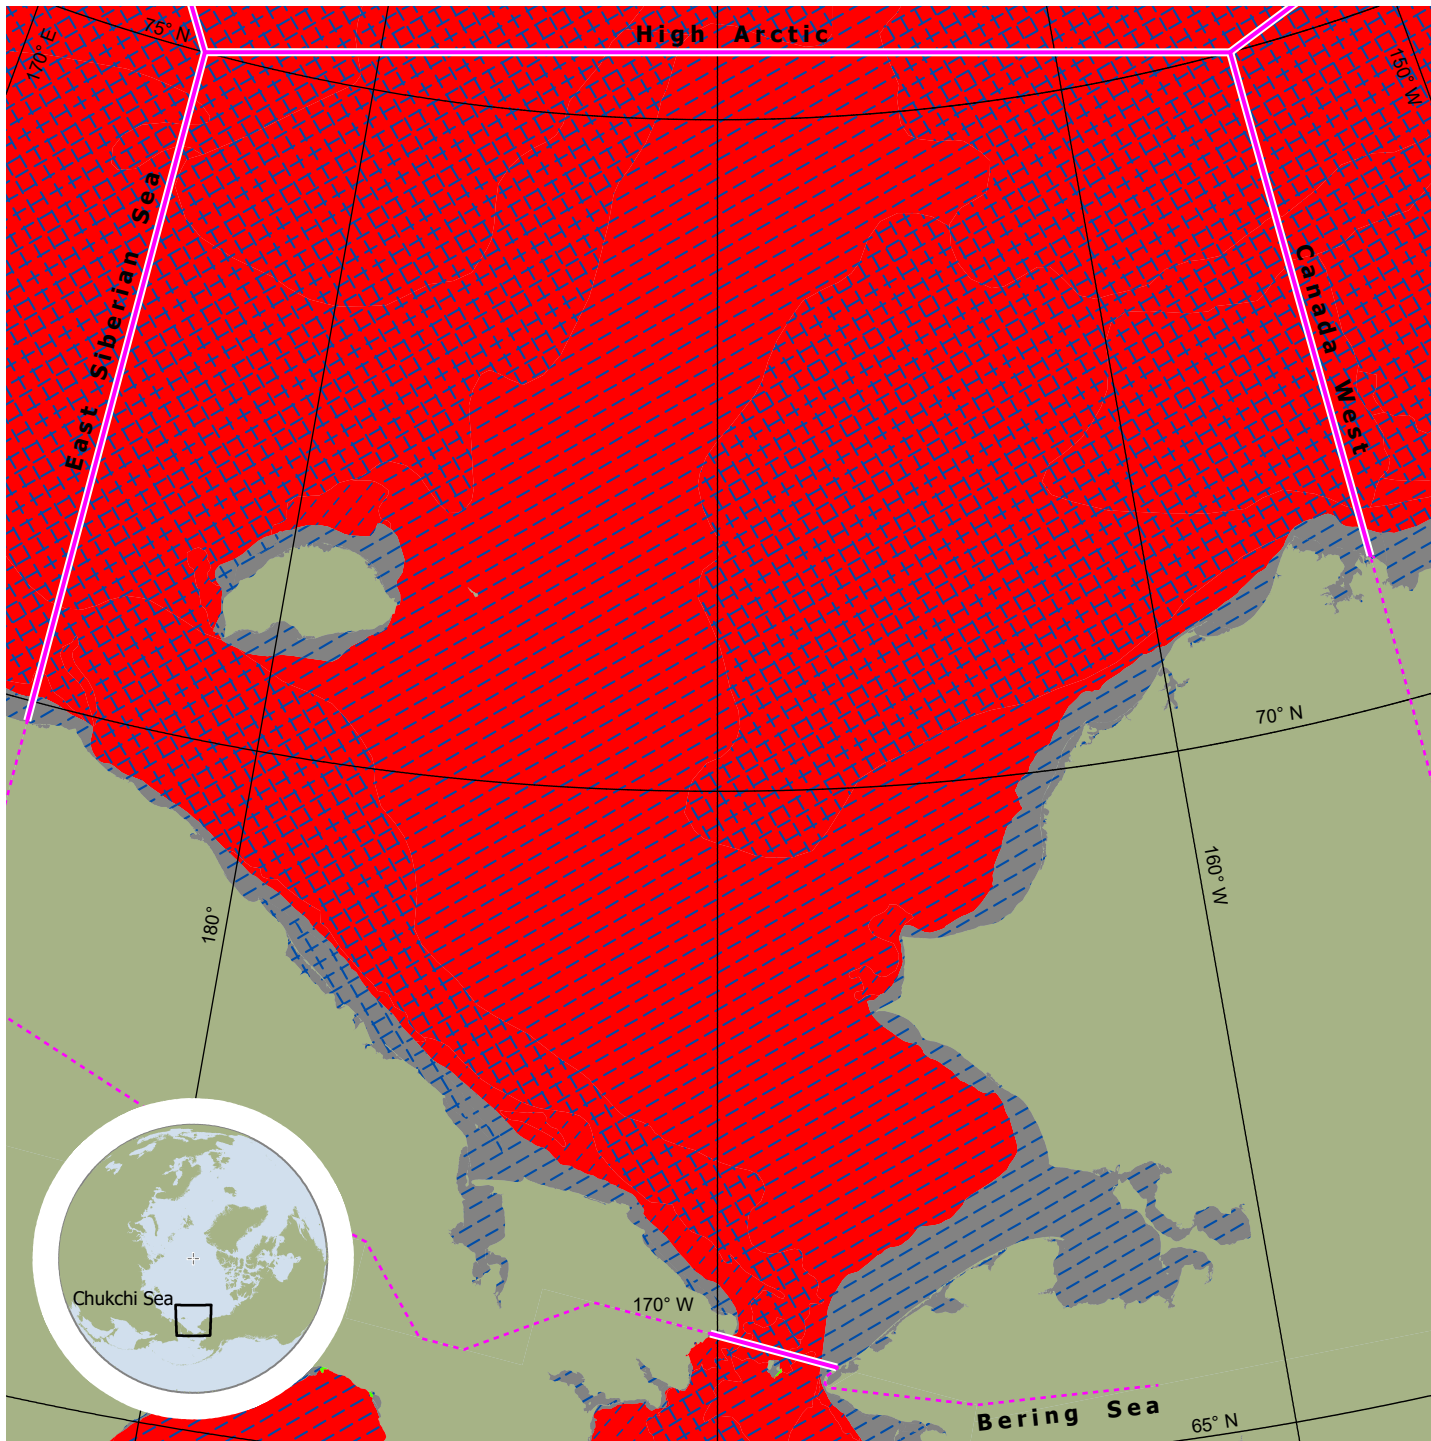 High Arctic
75° N
170° E
150° W
East Siberian Sea
Canada West
70° N
160° W
180°
Chukchi Sea
170° W
Bering Sea
65° N